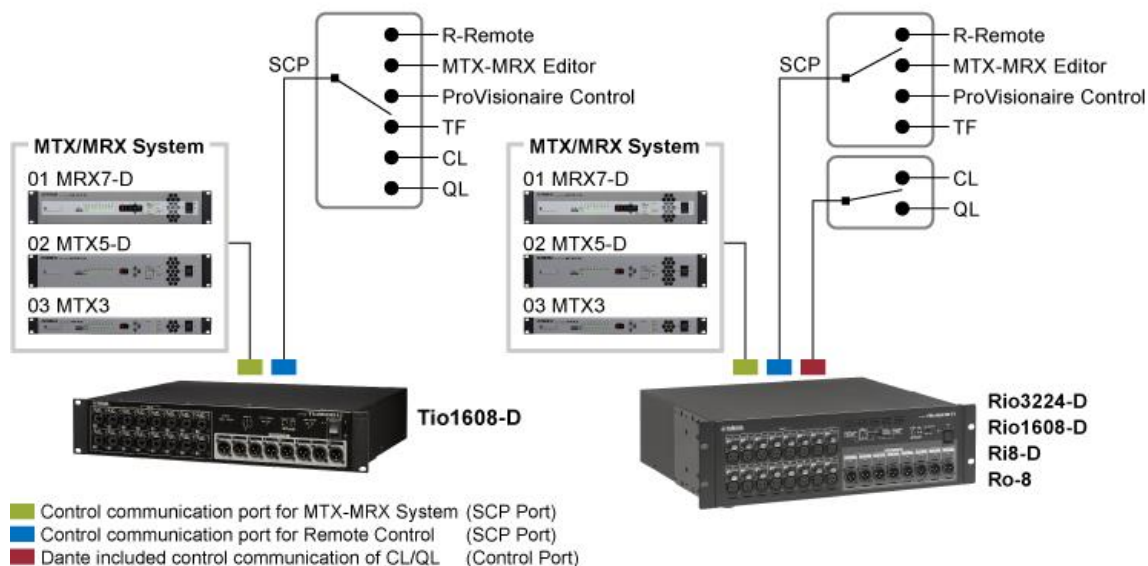 SCP
R-Remote
MTX-MRX Editor
ProVisionaire Control
TF
CL
QL
MTX/MRX System
01 MRX7-D
02 MTX5-D
03 MTX3
Tio1608-D
SCP
R-Remote
MTX-MRX Editor
ProVisionaire Control
TF
CL
QL
MTX/MRX System
01 MRX7-D
02 MTX5-D
03 MTX3
Rio3224-D
Rio1608-D
Ri8-D
Ro-8
Control communication port for MTX-MRX System (SCP Port)
Control communication port for Remote Control (SCP Port)
Dante included control communication of CL/QL (Control Port)